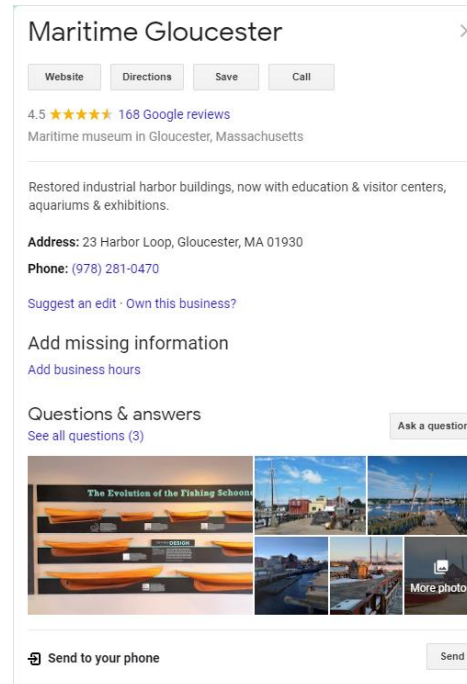 Maritime Gloucester
Website Directions Save Call
4.5 168 Google reviews
Maritime museum in Gloucester, Massachusetts
Restored industrial harbor buildings, now with education & visitor centers,
aquariums & exhibitions.
Address: 23 Harbor Loop, Gloucester, MA 01930
Phone: (978) 281-0470
Suggest an edit · Own this business?
Add missing information
Add business hours
Questions & answers
See all questions (3)
Ask a question
The Evolution of the Fishing Schoone
DESIGN
More photo
Send to your phone
Send